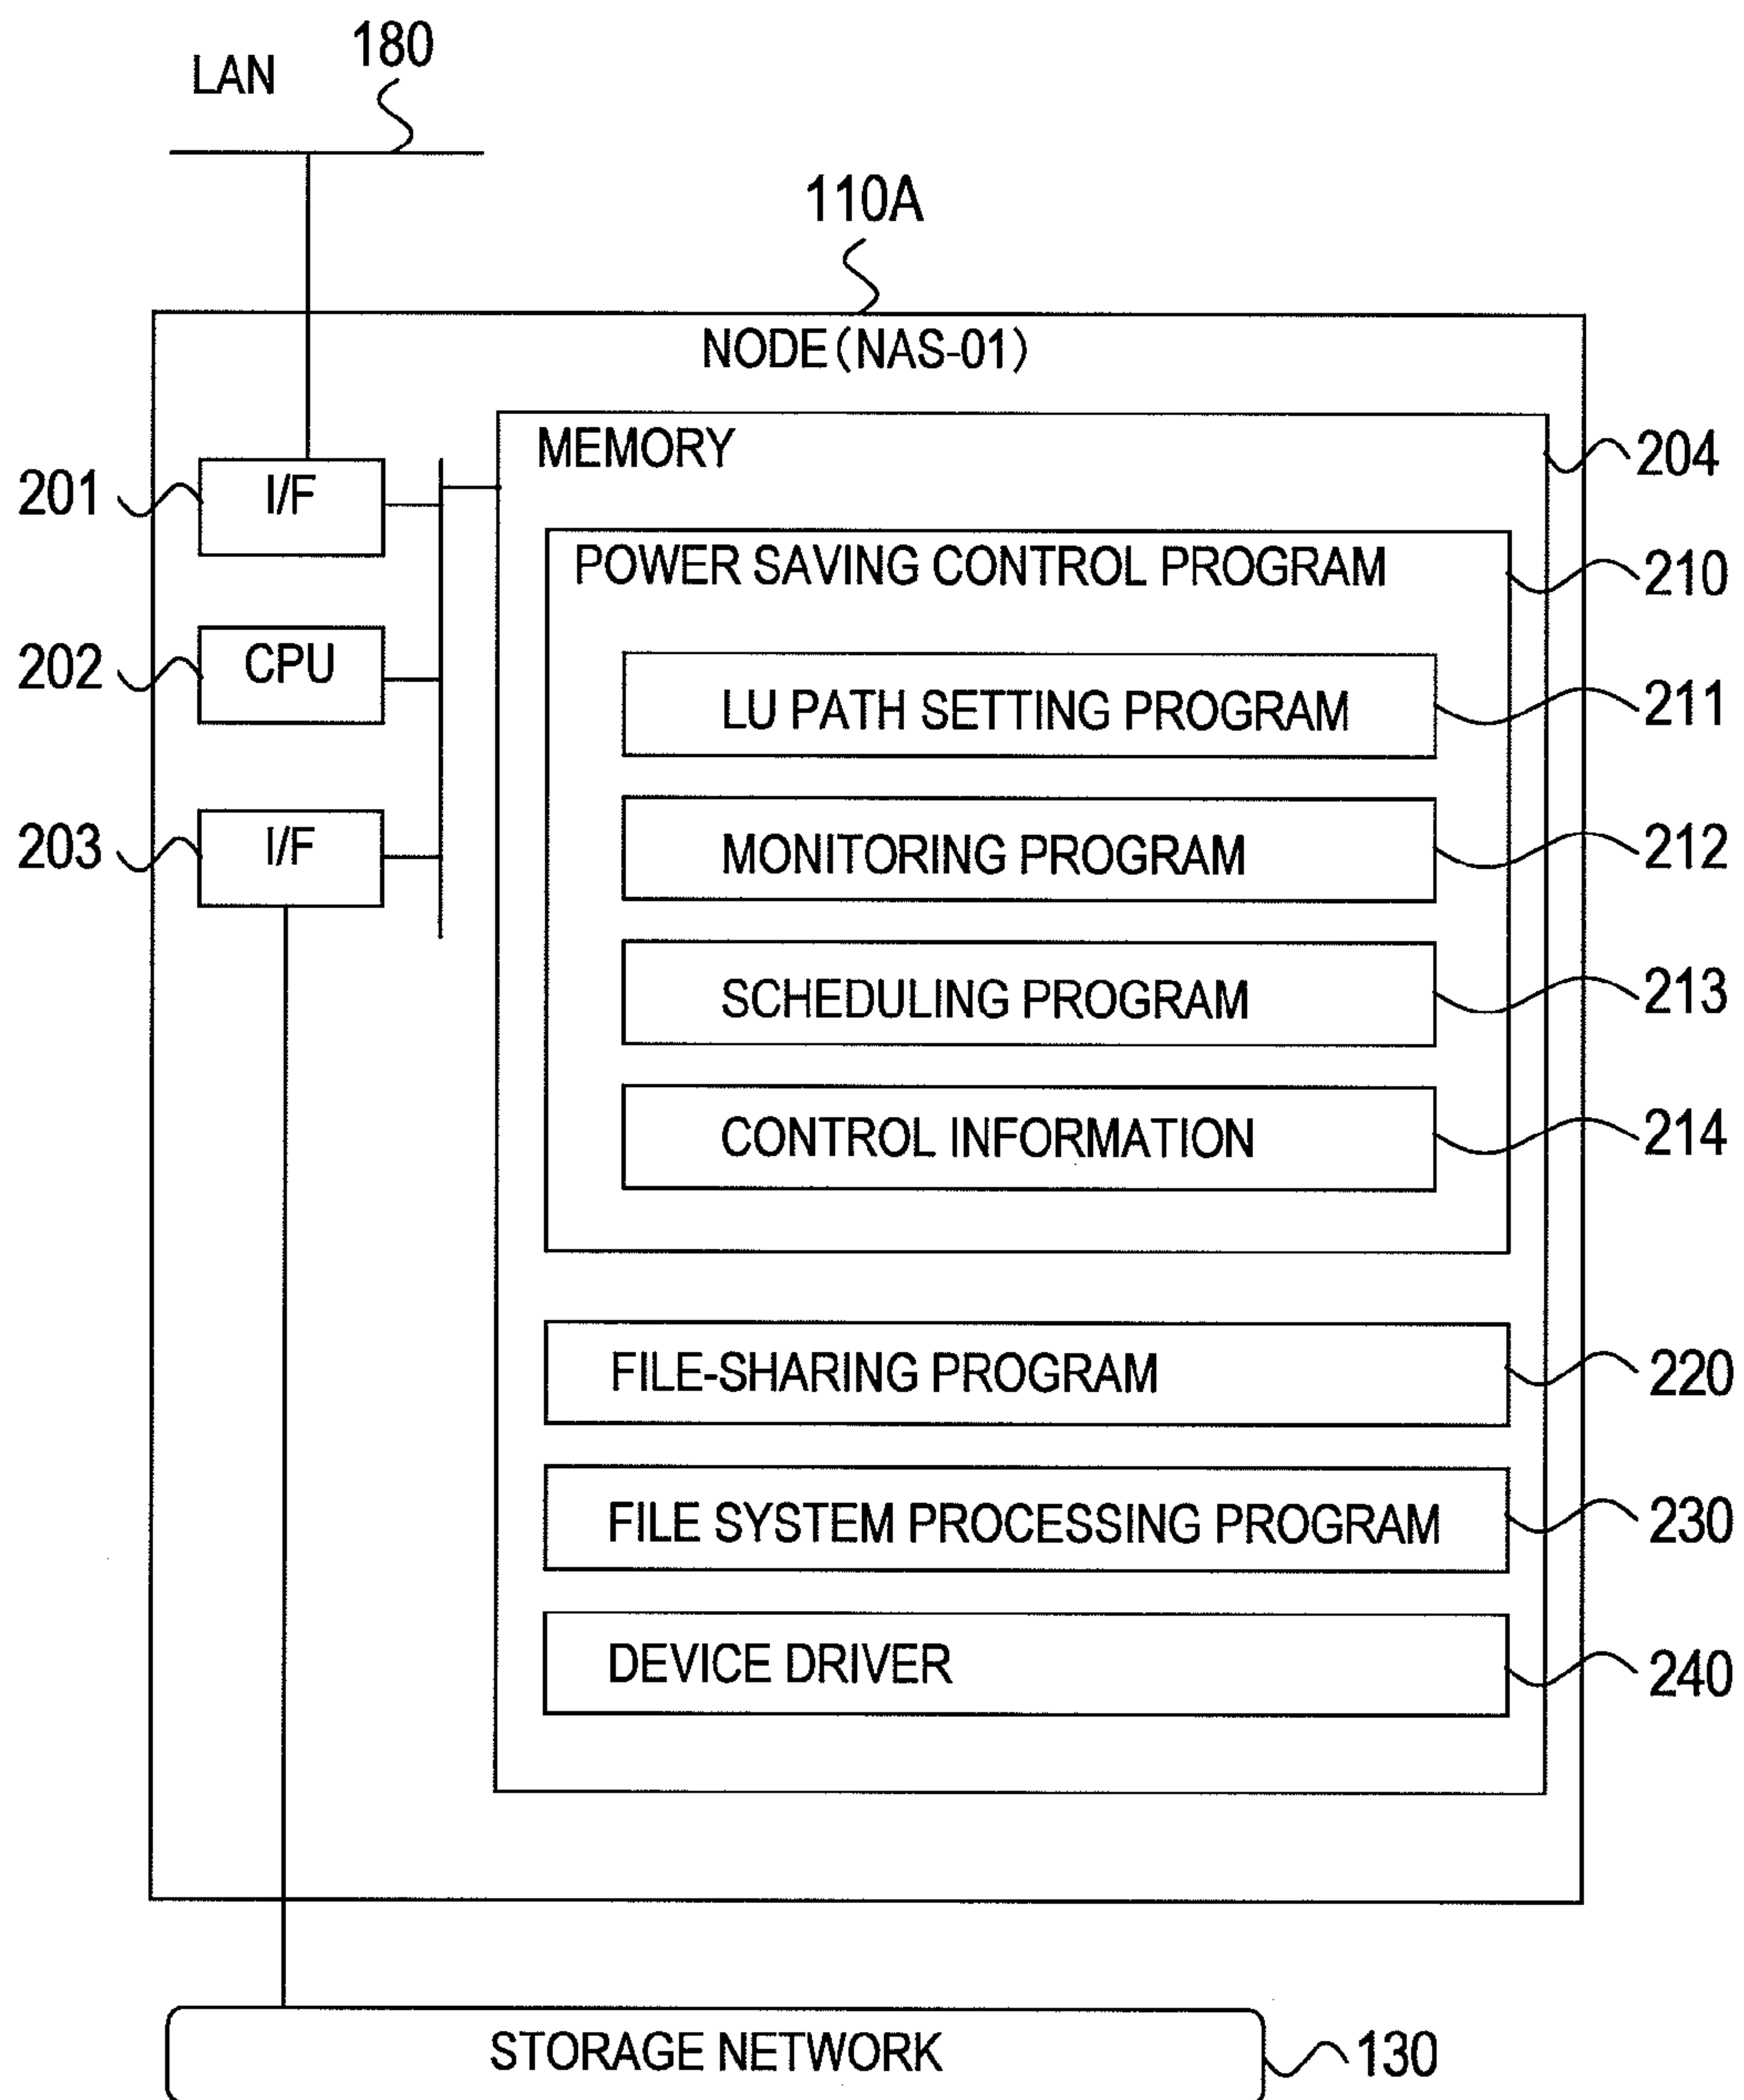 LAN
180
110A
NODE(NAS-01)
MEMORY
204
201
I/F
POWER SAVING CONTROL PROGRAM
210
202
CPU
LU PATH SETTING PROGRAM
211
203
I/F
MONITORING PROGRAM
212
SCHEDULING PROGRAM
213
CONTROL INFORMATION
214
FILE-SHARING PROGRAM
220
FILE SYSTEM PROCESSING PROGRAM
230
DEVICE DRIVER
240
STORAGE NETWORK
130